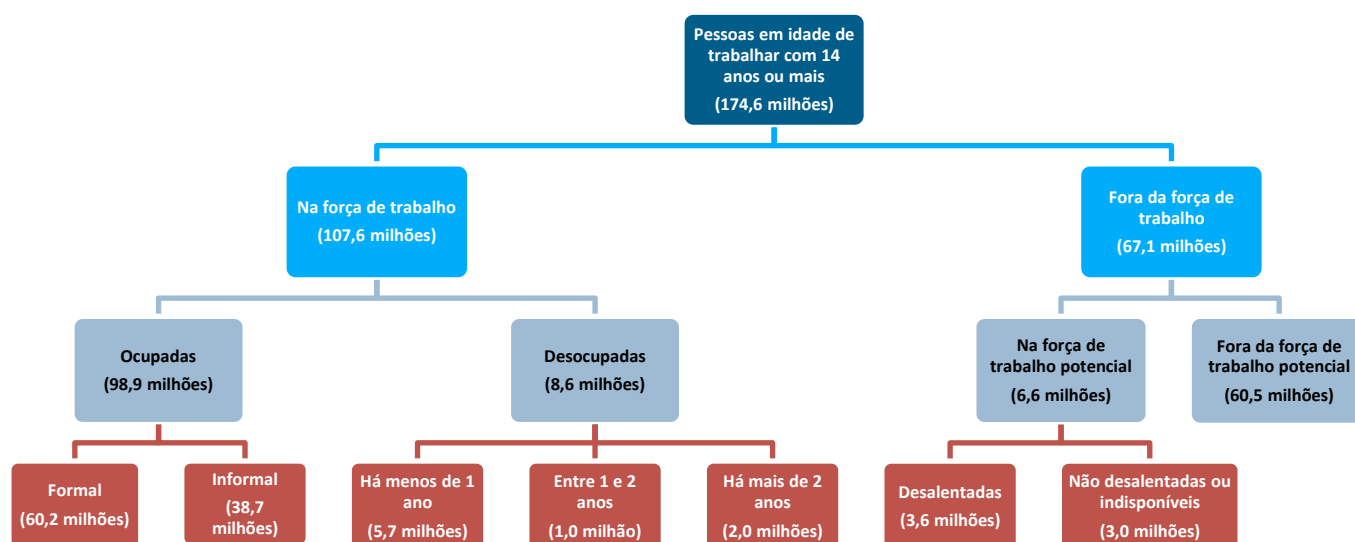 Pessoas em idade de
trabalhar com 14
anos ou mais
(174,6 milhões)
Na força de trabalho
(107,6 milhões)
Fora da força de
trabalho
(67,1 milhões)
Ocupadas
(98,9 milhões)
Desocupadas
(8,6 milhões)
Na força de
trabalho potencial
(6,6 milhões)
Fora da força de
trabalho potencial
(60,5 milhões)
Formal
(60,2 milhões)
Informal
(38,7
milhões)
Há menos de 1
ano
(5,7 milhões)
Entre 1 e 2
anos
(1,0 milhão)
Há mais de 2
anos
(2,0 milhões)
Desalentadas
(3,6 milhões)
Não desalentadas ou
indisponíveis
(3,0 milhões)